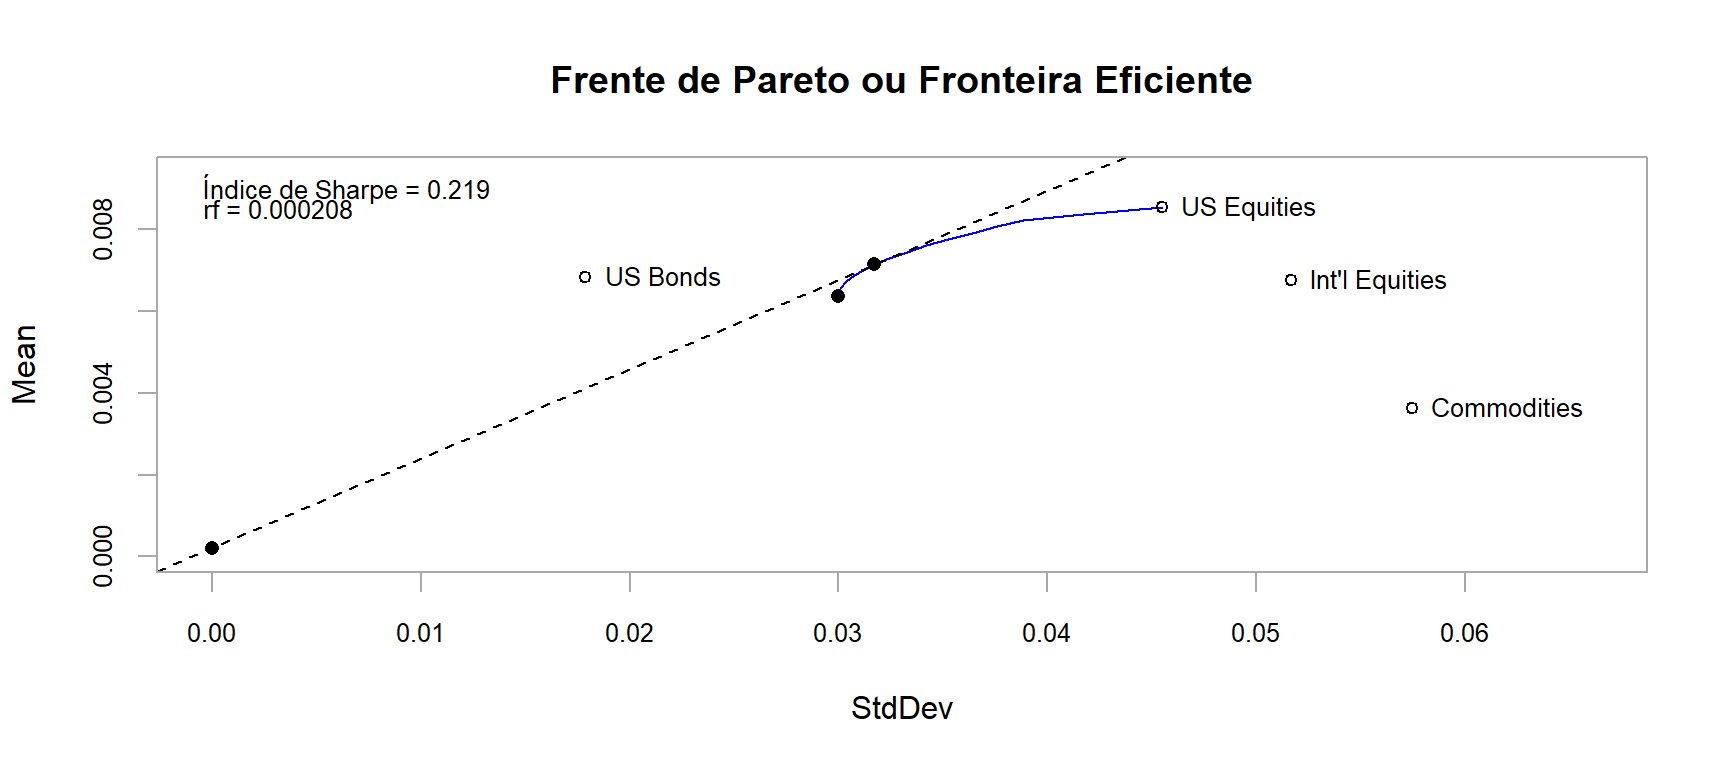 Frente de Pareto ou Fronteira Eficiente
Índice de Sharpe = 0.219
rf = 0.000208
US Equities
US Bonds
Int'l Equities
Commodities
Mean
0.008
0.004
0.000
0.00 0.01 0.02 0.03 0.04 0.05 0.06
StdDev